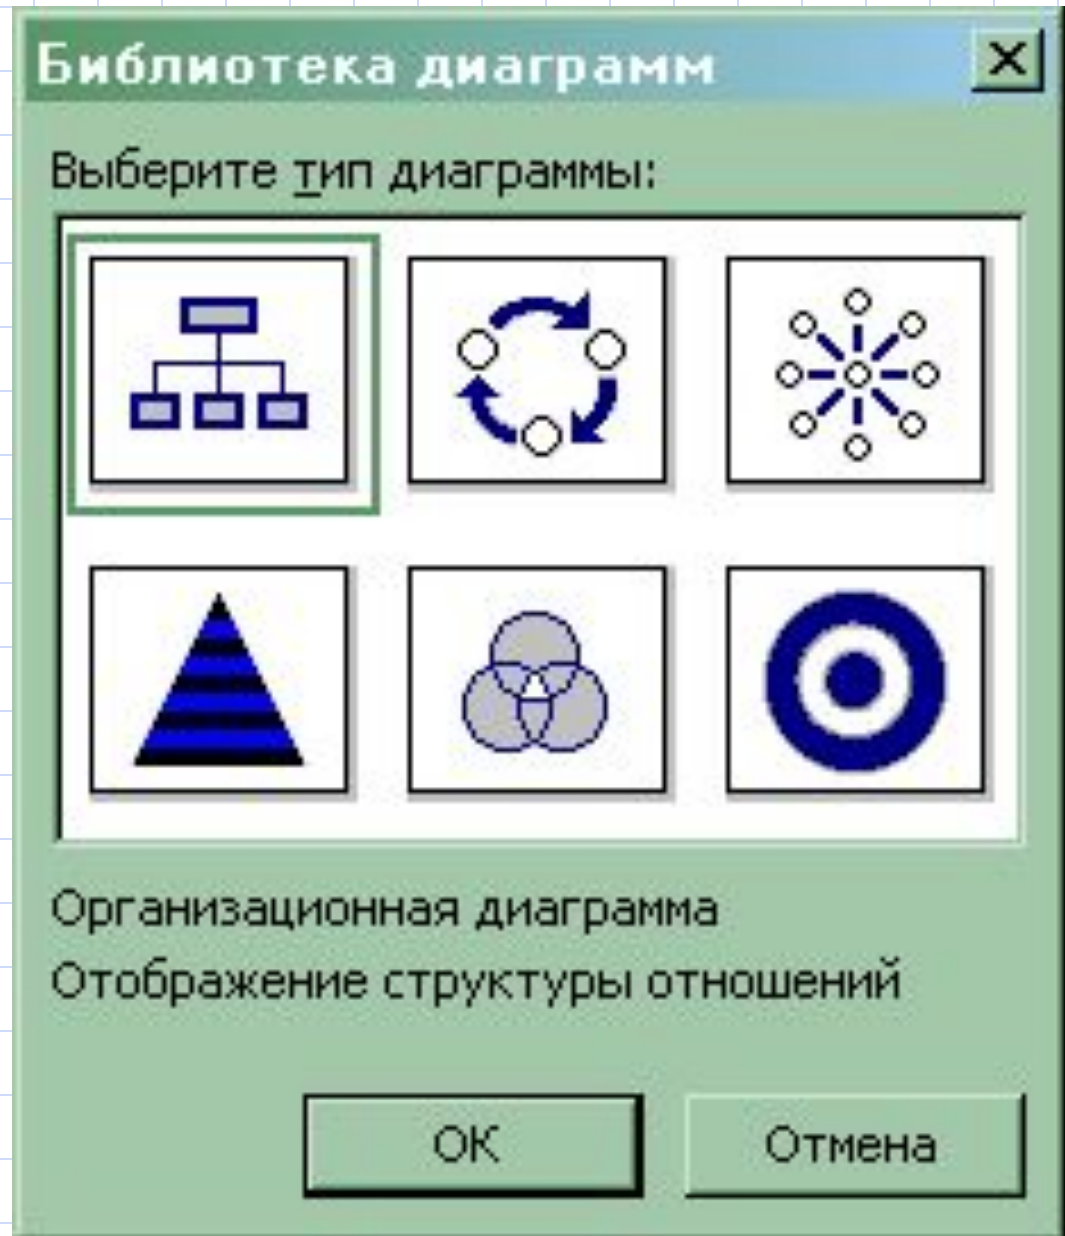 Библиотека диаграмм
Выберите тип диаграммы:
Организационная диаграмма
Отображение структуры отношений
ОК
Отмена